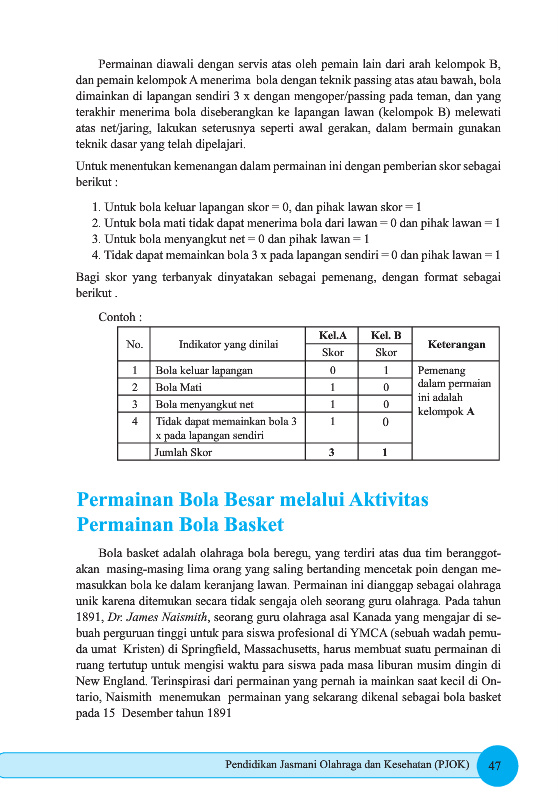 Permainan diawali dengan servis atas oleh pemain lain dari arah kelompok B,
dan pemain kelompok A menerima bola dengan teknik passing atas atau bawah, bola
dimainkan di lapangan sendiri 3 x dengan mengoper/passing pada teman, dan yang
terakhir menerima bola diseberangkan ke lapangan lawan (kelompok B) melewati
atas net/jaring, lakukan seterusnya seperti awal gerakan, dalam bermain gunakan
teknik dasar yang telah dipelajari.
Untuk menentukan kemenangan dalam permainan ini dengan pemberian skor sebagai
berikut :
1. Untuk bola keluar lapangan skor = 0, dan pihak lawan skor = 1
2. Untuk bola mati tidak dapat menerima bola dari lawan = 0 dan pihak lawan = 1
3. Untuk bola menyangkut net = 0 dan pihak lawan = 1
4. Tidak dapat memainkan bola 3 x pada lapangan sendiri = 0 dan pihak lawan = 1
Bagi skor yang terbanyak dinyatakan sebagai pemenang, dengan format sebagai
berikut .
Contoh :
No. Indikator yang dinilai Kel.A Kel. B Keterangan
Skor Skor
1 Bola keluar lapangan 0 1 Pemenang
2 Bola Mati 1 0 dalam permaian
3 Bola menyangkut net 1 0 ini adalah
4 Tidak dapat memainkan bola 3 1 0 kelompok A
x pada lapangan sendiri
Jumlah Skor 3 1
Permainan Bola Besar melalui Aktivitas
Permainan Bola Basket
Bola basket adalah olahraga bola beregu, yang terdiri atas dua tim beranggot-
akan masing-masing lima orang yang saling bertanding mencetak poin dengan me-
masukkan bola ke dalam keranjang lawan. Permainan ini dianggap sebagai olahraga
unik karena ditemukan secara tidak sengaja oleh seorang guru olahraga. Pada tahun
1891, Dr. James Naismith, seorang guru olahraga asal Kanada yang mengajar di se-
buah perguruan tinggi untuk para siswa profesional di YMCA (sebuah wadah pemu-
da umat Kristen) di Springfield, Massachusetts, harus membuat suatu permainan di
ruang tertutup untuk mengisi waktu para siswa pada masa liburan musim dingin di
New England. Terinspirasi dari permainan yang pernah ia mainkan saat kecil di On-
tario, Naismith menemukan permainan yang sekarang dikenal sebagai bola basket
pada 15 Desember tahun 1891
Pendidikan Jasmani Olahraga dan Kesehatan (PJOK) 47